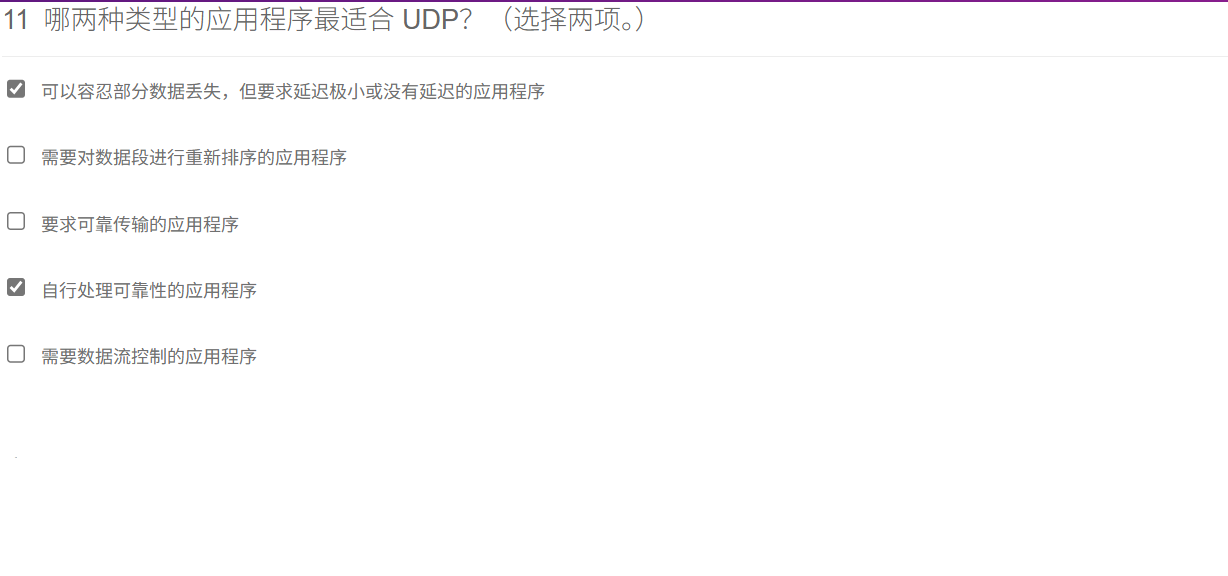 11 哪两种类型的应用程序最适合 UDP？（选择两项。）
可以容忍部分数据丢失，但要求延迟极小或没有延迟的应用程序
需要对数据段进行重新排序的应用程序
要求可靠传输的应用程序
自行处理可靠性的应用程序
需要数据流控制的应用程序